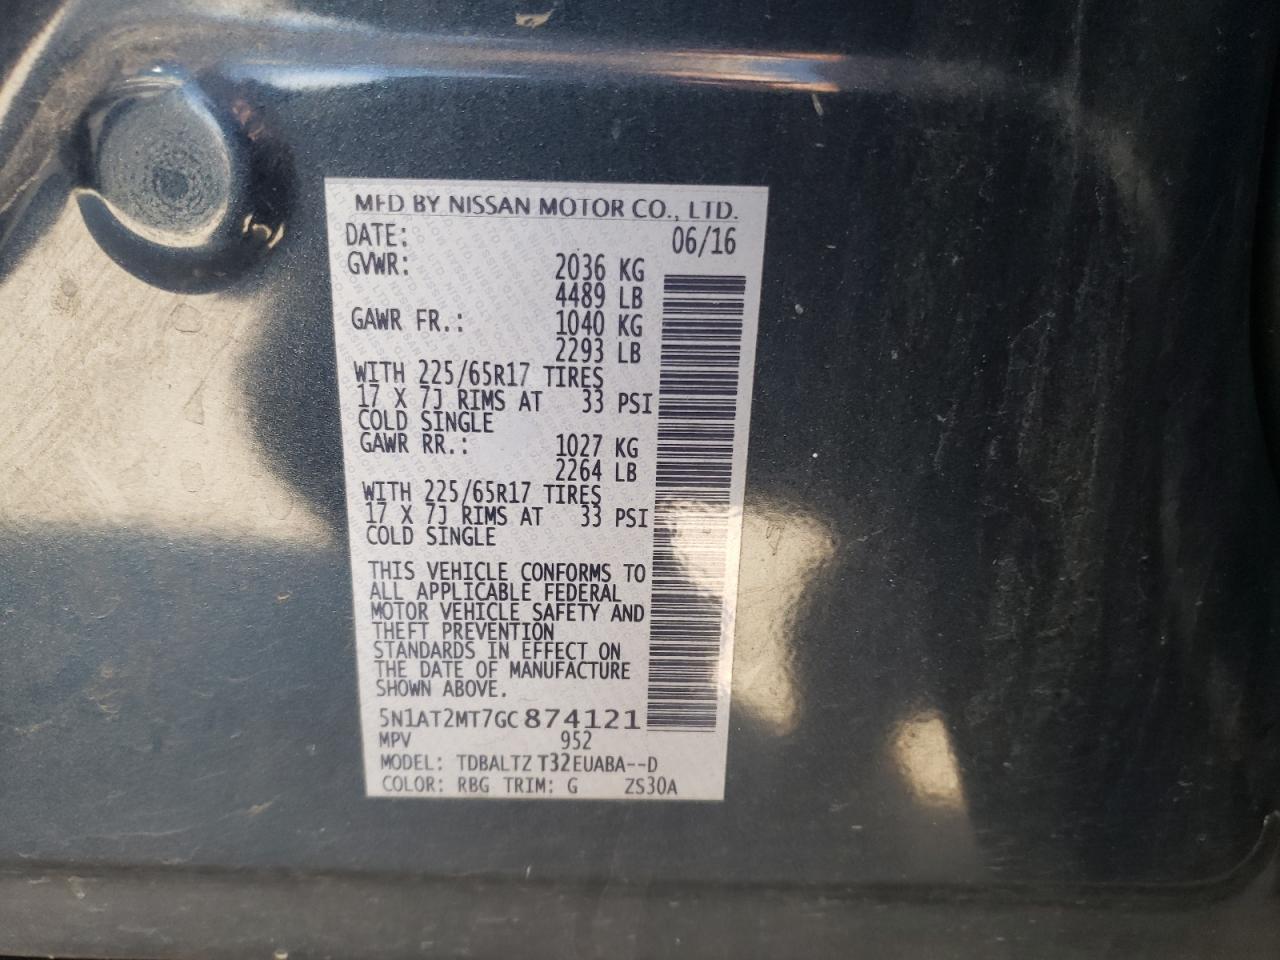 MFD BY NISSAN MOTOR CO., LTD.
DATE: 06/16
GVWR: 2036 KG
4489 LB
GAWR FR.: 1040 KG
2293 LB
WITH 225/65R17 TIRES
17 X 7J RIMS AT 33 PSI
COLD SINGLE
GAWR RR.: 1027 KG
2264 LB
WITH 225/65R17 TIRES
17 X 7J RIMS AT 33 PSI
COLD SINGLE
THIS VEHICLE CONFORMS TO
ALL APPLICABLE FEDERAL
MOTOR VEHICLE SAFETY AND
THEFT PREVENTION
STANDARDS IN EFFECT ON
THE DATE OF MANUFACTURE
SHOWN ABOVE.
5N1AT2MT7GC874121
MPV 952
MODEL: TDBALTZ T32EUABA--D
COLOR: RBG TRIM: G ZS30A